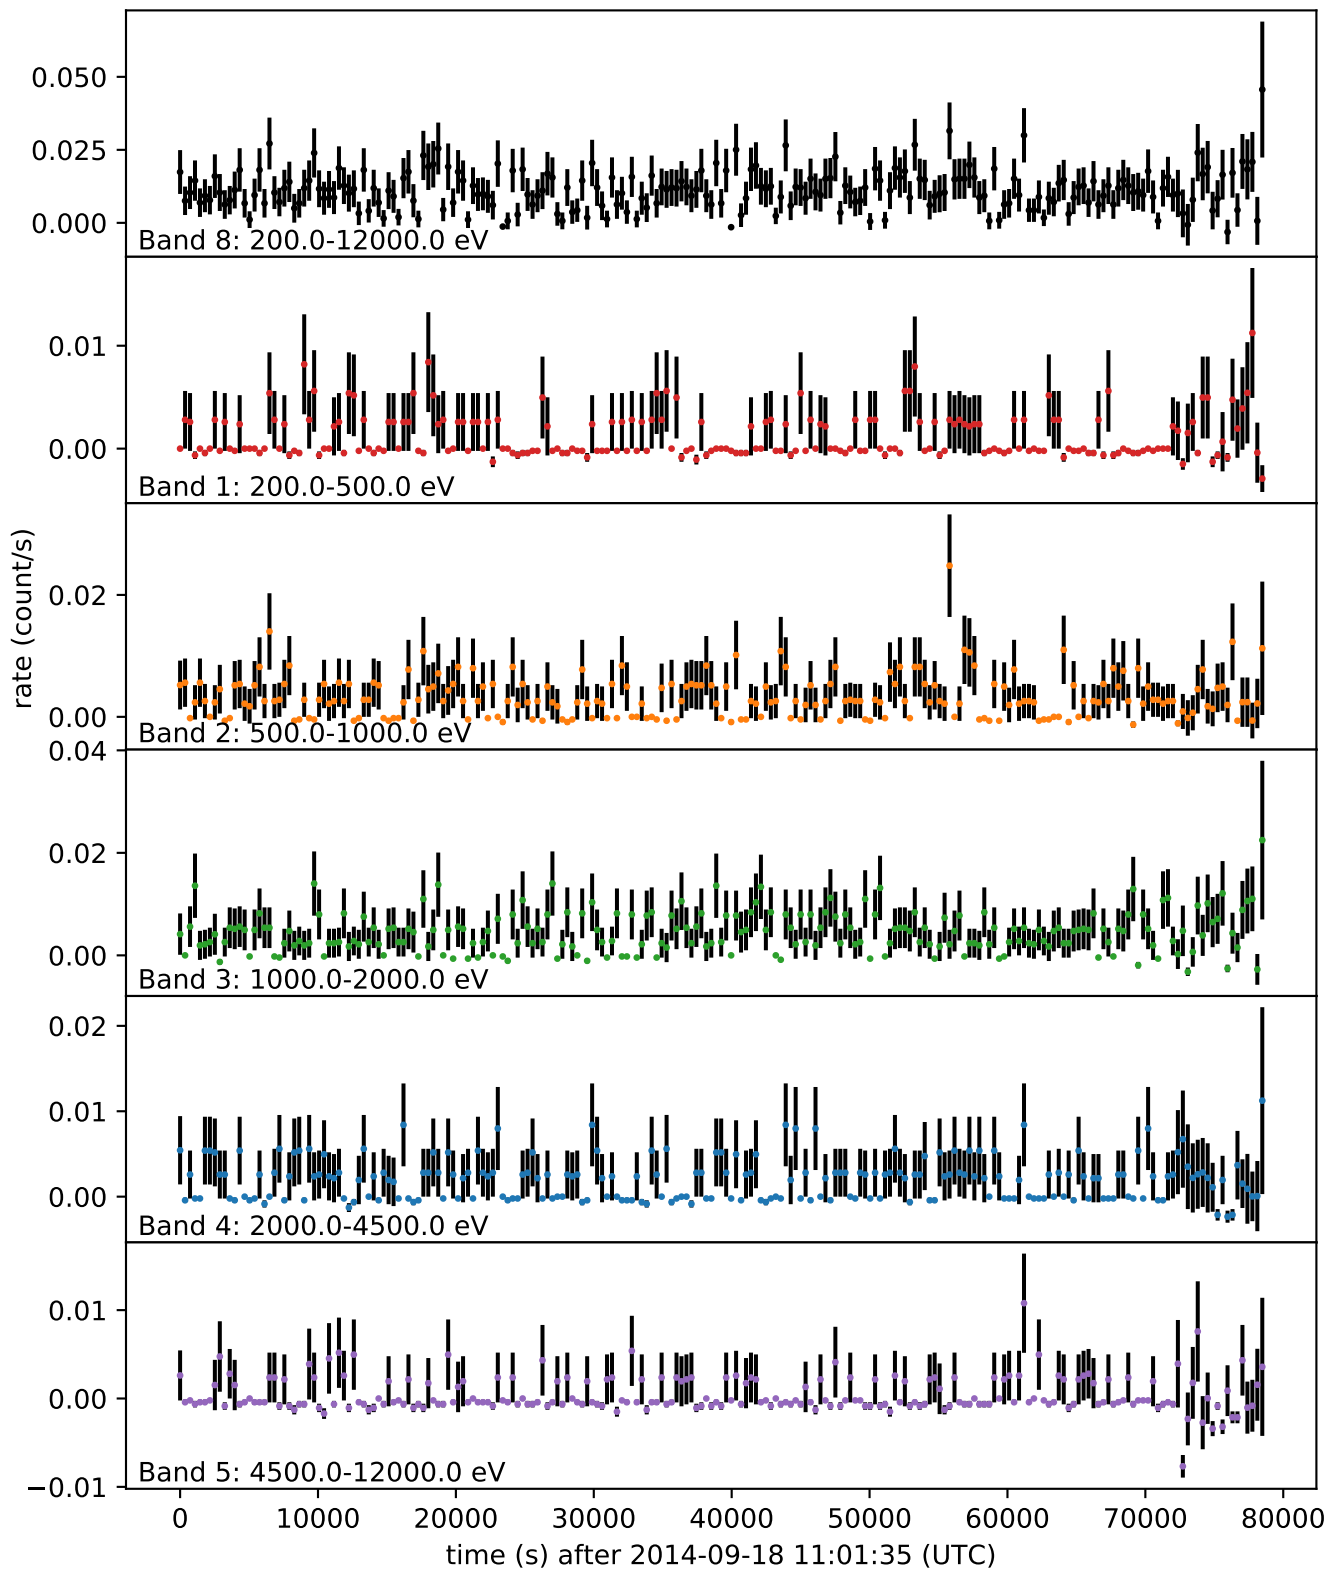 0.050
0.025
0.000
Band 8: 200.0-12000.0 eV
0.01
0.00
Band 1: 200.0-500.0 eV
rate (count/s)
0.02
0.00
Band 2: 500.0-1000.0 eV
0.04
0.02
0.00
Band 3: 1000.0-2000.0 eV
0.02
0.01
0.00
Band 4: 2000.0-4500.0 eV
0.01
0.00
−0.01
Band 5: 4500.0-12000.0 eV
0 10000 20000 30000 40000 50000 60000 70000 80000
time (s) after 2014-09-18 11:01:35 (UTC)